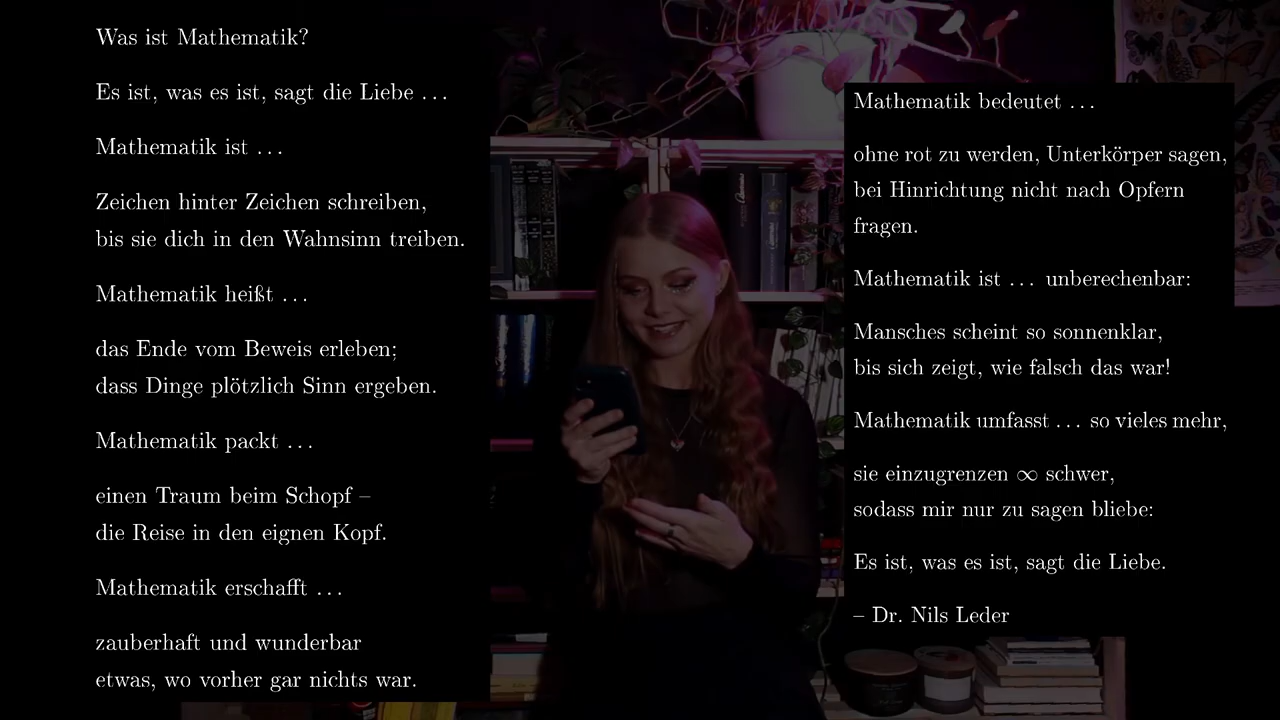 Was ist Mathematik?
Es ist, was es ist, sagt die Liebe ...
Mathematik ist ...
Zeichen hinter Zeichen schreiben,
bis sie dich in den Wahnsinn treiben.
Mathematik heißt ...
das Ende vom Beweis erleben;
dass Dinge plötzlich Sinn ergeben.
Mathematik packt ...
einen Traum beim Schopf –
die Reise in den eignen Kopf.
Mathematik erschafft ...
zauberhaft und wunderbar
etwas, wo vorher gar nichts war.
Mathematik bedeutet ...
ohne rot zu werden, Unterkörper sagen,
bei Hinrichtung nicht nach Opfern
fragen.
Mathematik ist ... unberechenbar:
Mansches scheint so sonnenklar,
bis sich zeigt, wie falsch das war!
Mathematik umfasst ... so vieles mehr,
sie einzugrenzen ∞ schwer,
sodass mir nur zu sagen bliebe:
Es ist, was es ist, sagt die Liebe.
– Dr. Nils Leder